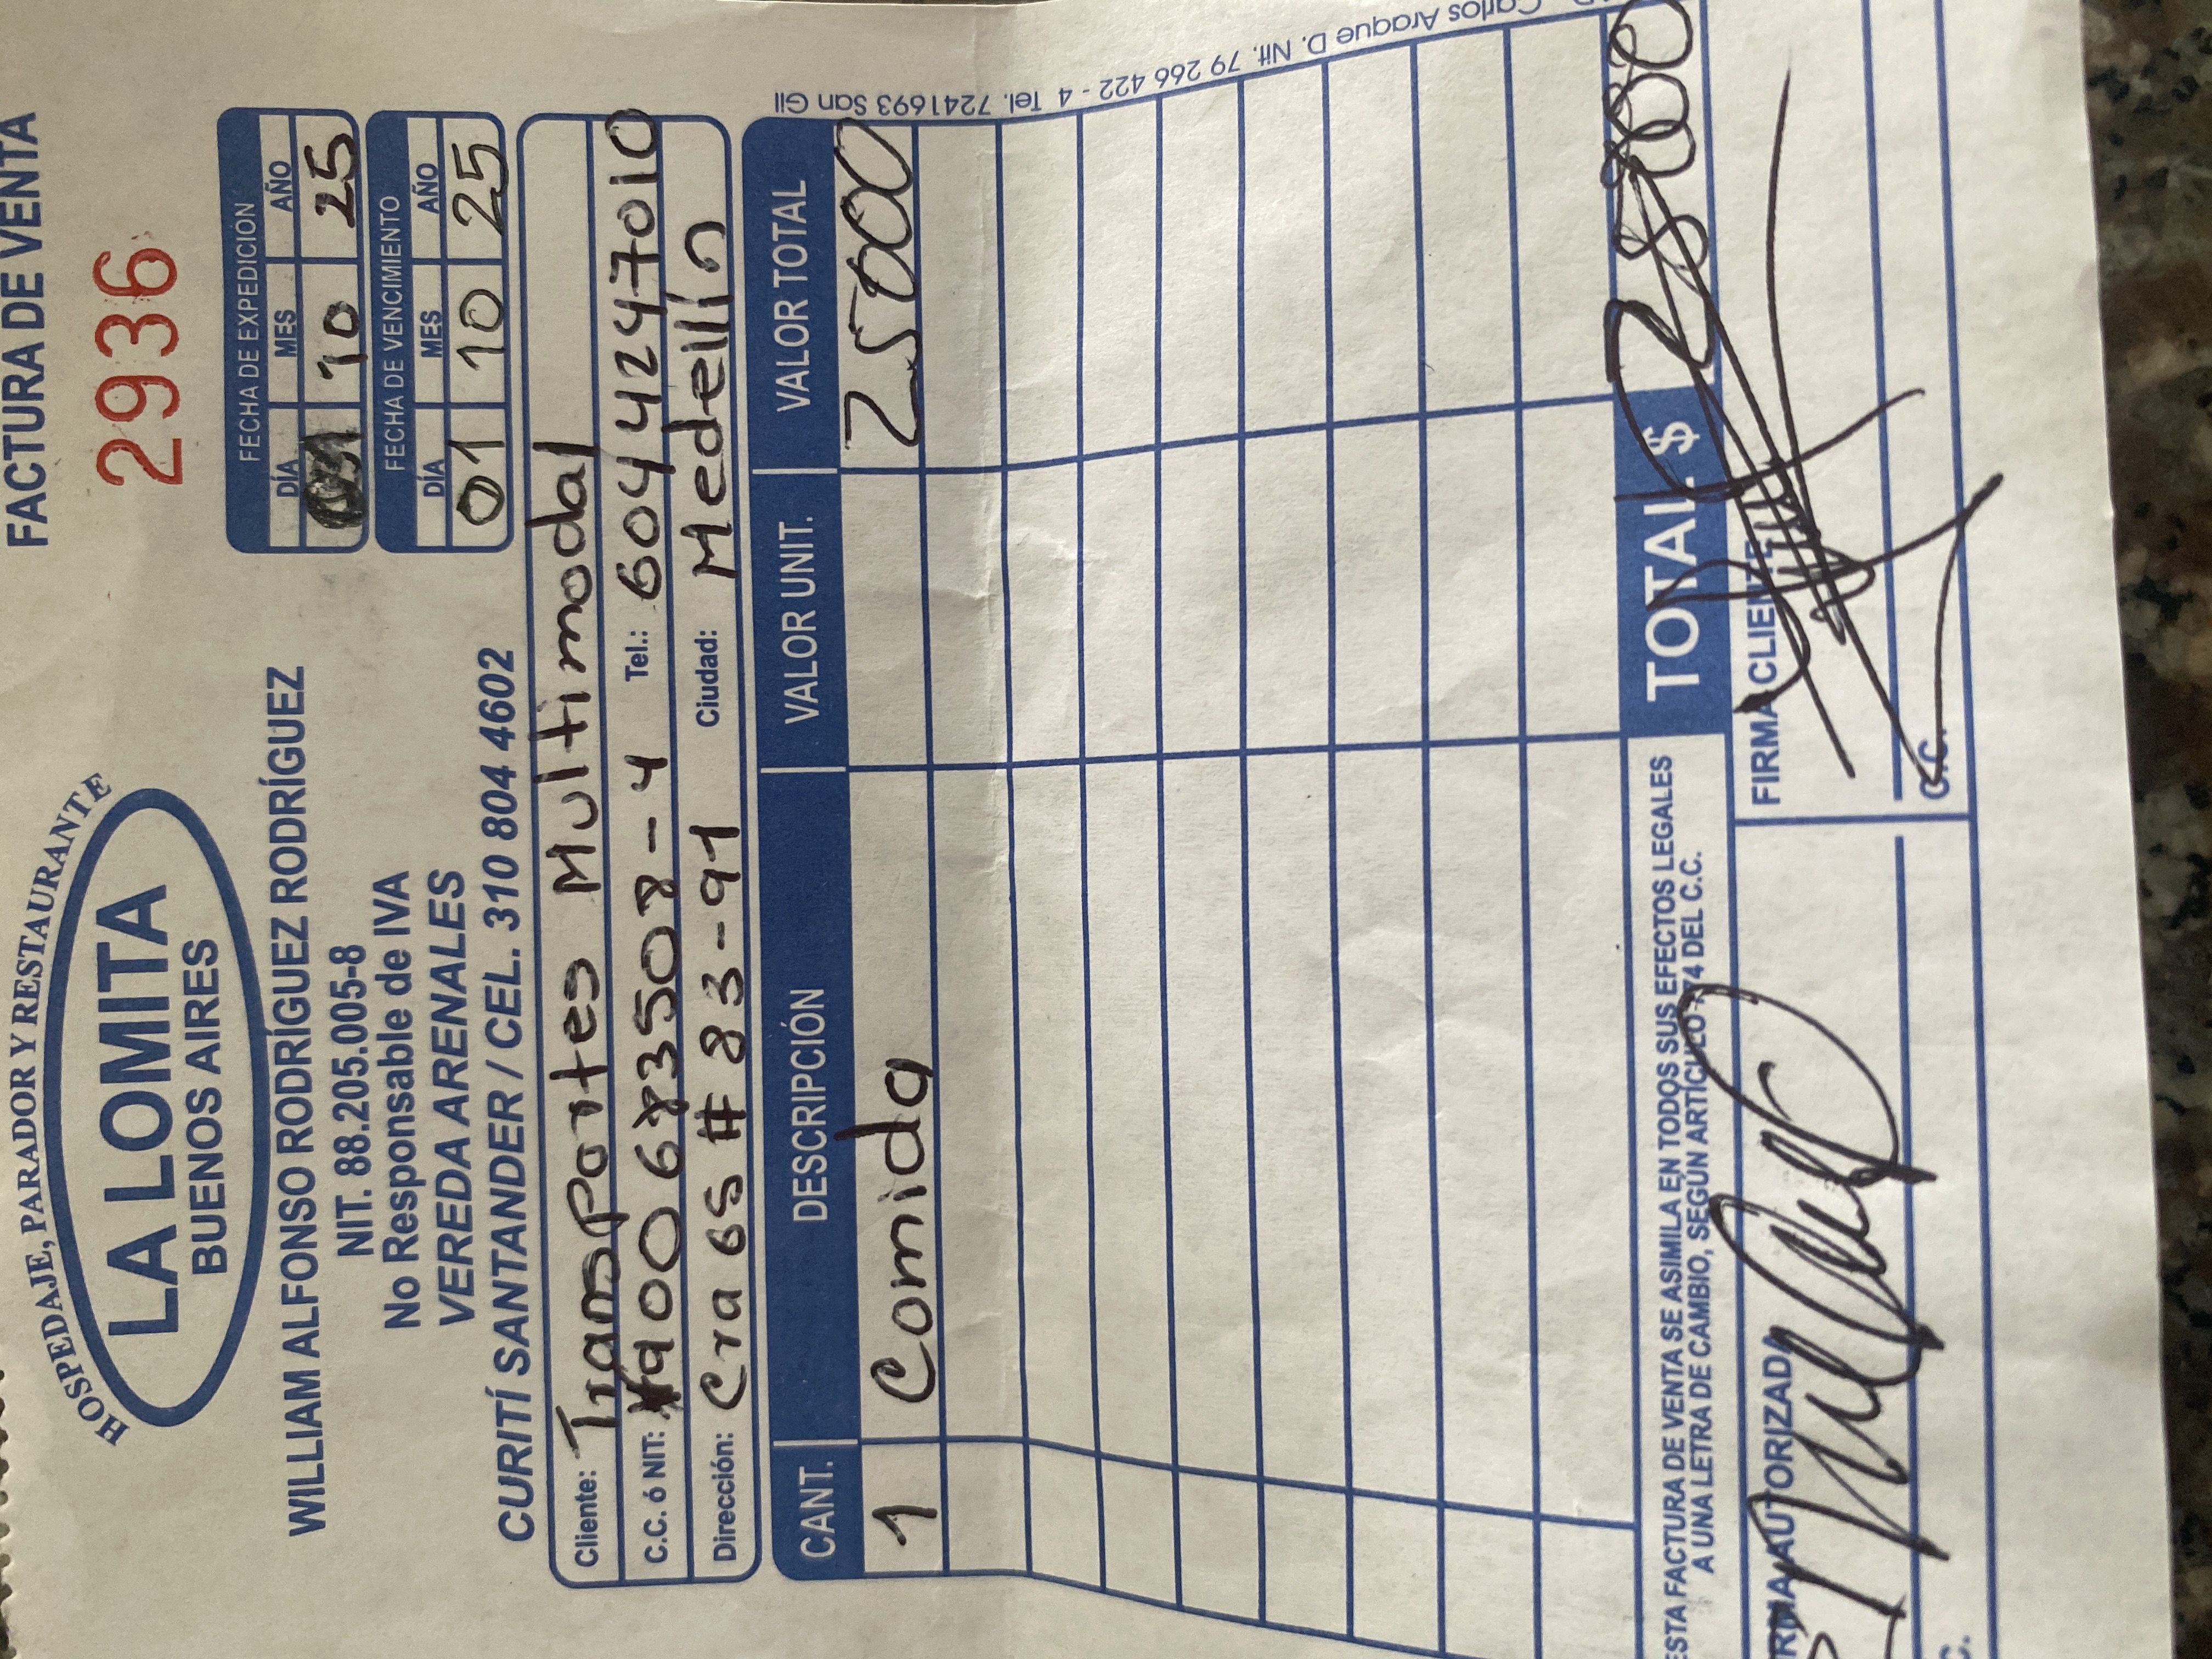 FACTURA DE VENTA
HOSPEDAJE, PARADOR Y RESTAURANTE
LA LOMITA
BUENOS AIRES
2936
WILLIAM ALFONSO RODRÍGUEZ RODRÍGUEZ
NIT. 88.205.005-8
No Responsable de IVA
VEREDA ARENALES
CURITÍ SANTANDER / CEL. 310 804 4602
FECHA DE EXPEDICIÓN
DÍA MES AÑO
10 25
FECHA DE VENCIMIENTO
DÍA MES AÑO
01 10 25
Cliente: Transportes Multimodal
C.C. ó NIT: 900683508-4 Tel.: 6044247010
Dirección: Cra 65 # 83-91 Ciudad: Medellín
CANT. DESCRIPCIÓN VALOR UNIT. VALOR TOTAL
1 Comida 25000
Carlos Araque D. Nit. 79 266 422 - 4 Tel. 7241693 San Gil
ESTA FACTURA DE VENTA SE ASIMILA EN TODOS SUS EFECTOS LEGALES
A UNA LETRA DE CAMBIO, SEGÚN ARTÍCULO 774 DEL C.C.
TOTAL $ 25000
FIRMA AUTORIZADA
FIRMA CLIENTE
C.C.